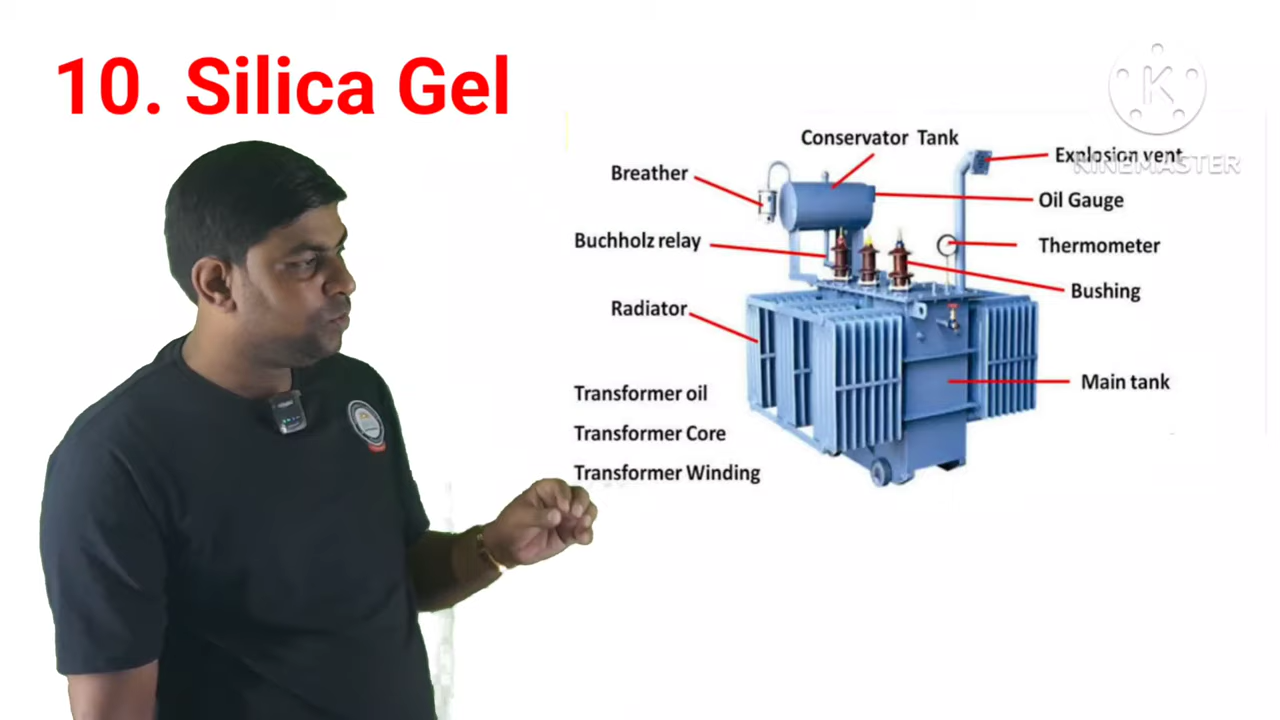 10. Silica Gel
Conservator Tank
Explosion vent
KINEMASTER
Breather
Oil Gauge
Buchholz relay
Thermometer
Bushing
Radiator
Main tank
Transformer oil
Transformer Core
Transformer Winding
K